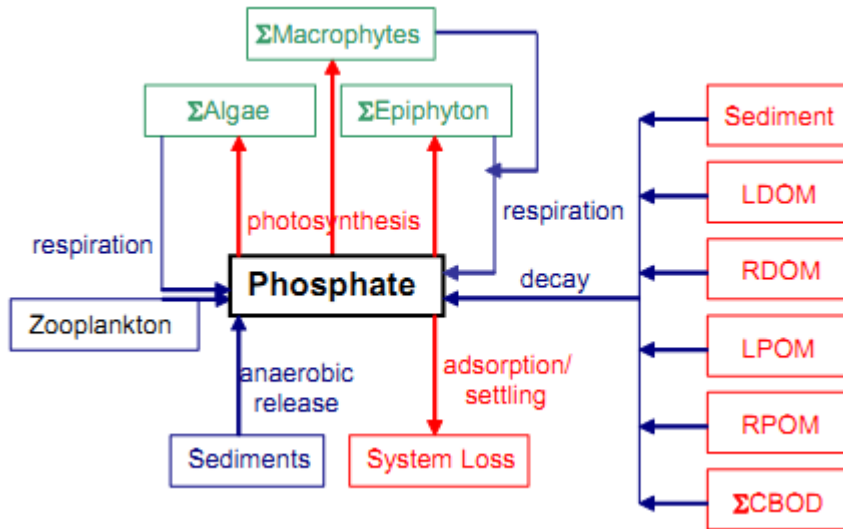 ΣMacrophytes
ΣAlgae
ΣEpiphyton
Sediment
LDOM
photosynthesis
respiration
respiration
RDOM
Phosphate
decay
Zooplankton
LPOM
anaerobic
release
adsorption/
settling
RPOM
Sediments
System Loss
ΣCBOD